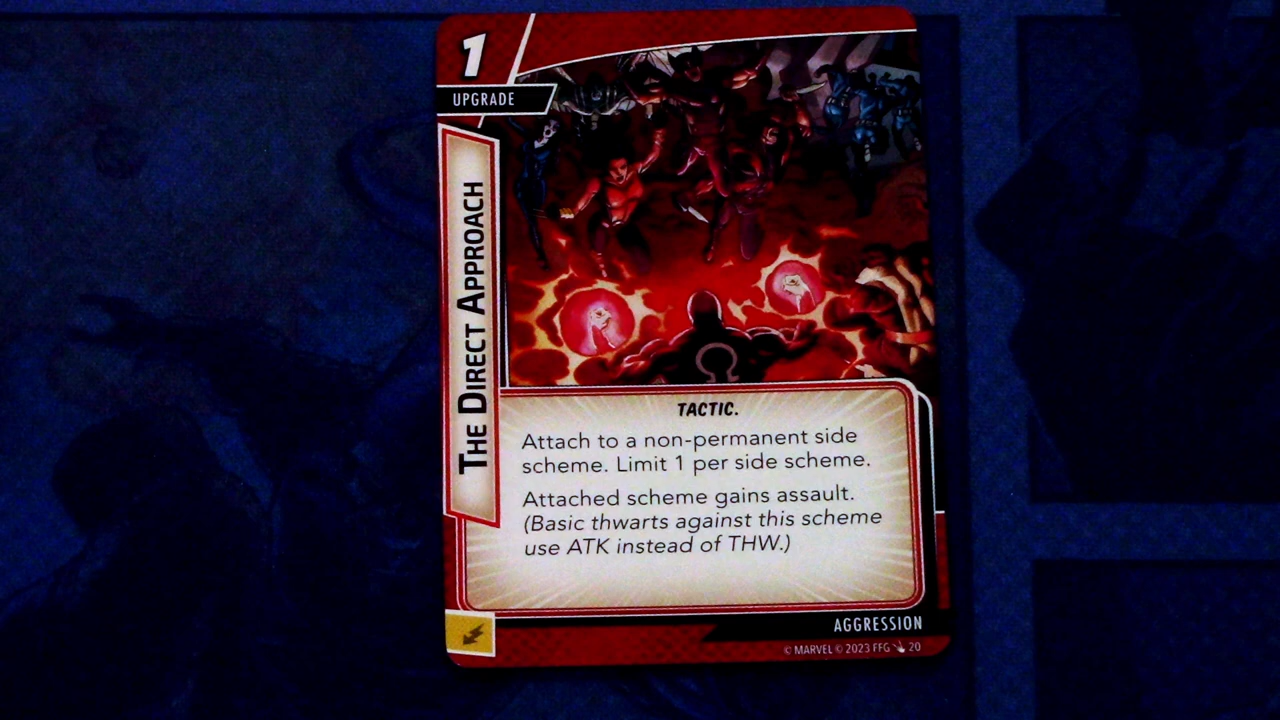 1
UPGRADE
THE DIRECT APPROACH
TACTIC.
Attach to a non-permanent side
scheme. Limit 1 per side scheme.
Attached scheme gains assault.
(Basic thwarts against this scheme
use ATK instead of THW.)
AGGRESSION
© MARVEL © 2023 FFG 20